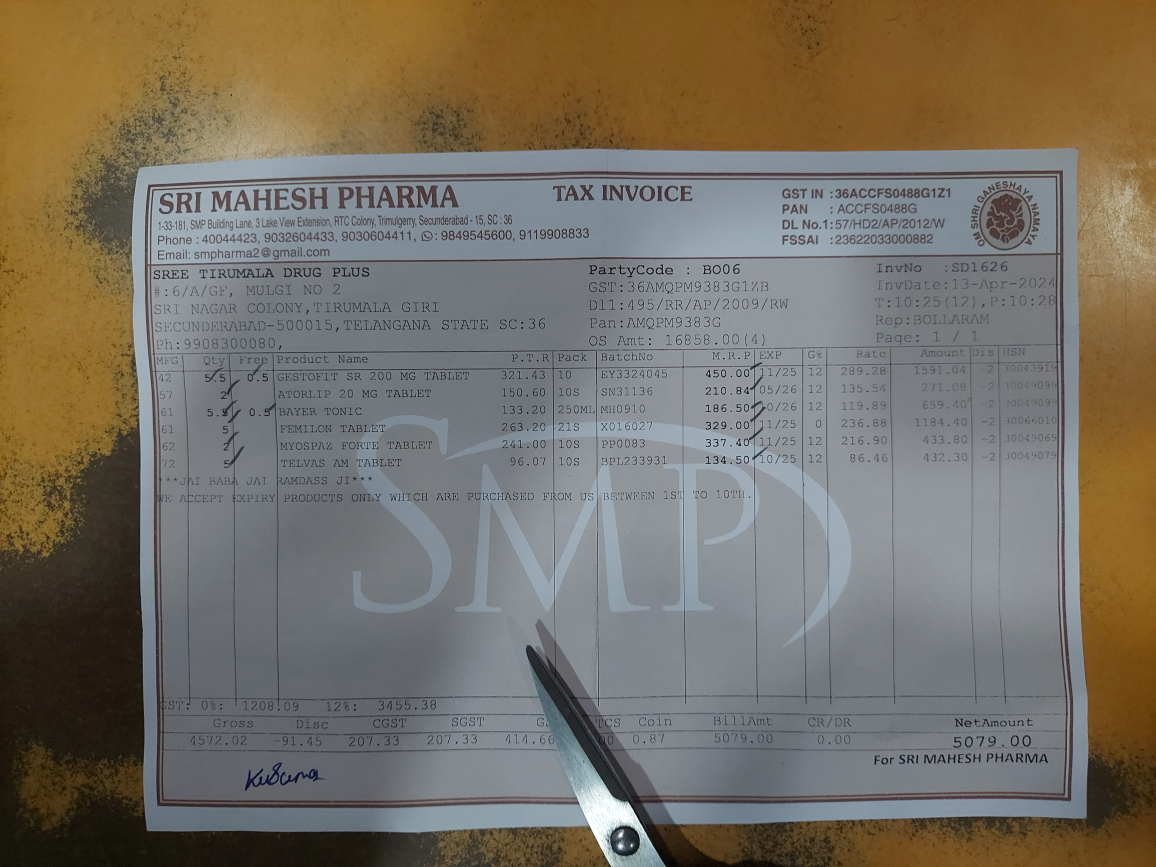 SRI MAHESH PHARMA TAX INVOICE
1-33-181, SMP Building Lane, 3 Lake View Extension, RTC Colony, Trimulgerry, Secunderabad - 15, SC : 36
Phone : 40044423, 9032604433, 9030604411, : 9849545600, 9119908833
Email: smpharma2@gmail.com
GST IN : 36ACCFS0488G1Z1
PAN : ACCFS0488G
DL No.1: 57/HD2/AP/2012/W
FSSAI : 23622033000882
OM SHRI GANESHAYA NAMAYA
SREE TIRUMALA DRUG PLUS
#:6/A/GF, MULGI NO 2
SRI NAGAR COLONY,TIRUMALA GIRI
SECUNDERABAD-500015,TELANGANA STATE SC:36
Ph:9908300080,
PartyCode : BO06
GST:36AMQPM9383G1ZB
Dl1:495/RR/AP/2009/RW
Pan:AMQPM9383G
OS Amt: 16858.00(4)
InvNo :SD1626
InvDate:13-Apr-2024
T:10:25(12),P:10:28
Rep:BOLLARAM
Page: 1 / 1
MFG Qty Free Product Name P.T.R Pack BatchNo M.R.P EXP G% Rate Amount Dis HSN
42 5.5 0.5 GESTOFIT SR 200 MG TABLET 321.43 10 EY3324045 450.00 11/25 12 289.28 1591.04 -2
57 2 ATORLIP 20 MG TABLET 150.60 10S SN31136 210.84 05/26 12 135.54 271.08 -2
61 5.5 0.5 BAYER TONIC 133.20 250ML MH0910 186.50 /26 12 119.89 659.40 -2
61 5 FEMILON TABLET 263.20 21S X016027 329.00 11/25 0 236.88 1184.40 -2 30066010
62 2 MYOSPAZ FORTE TABLET 241.00 10S PP0083 337.40 11/25 12 216.90 433.80 -2 30049069
72 5 TELVAS AM TABLET 96.07 10S BPL233931 134.50 10/25 12 86.46 432.30 -2 30049079
***JAI BABA JAI RAMDASS JI***
WE ACCEPT EXPIRY PRODUCTS ONLY WHICH ARE PURCHASED FROM US BETWEEN 1ST TO 10TH.
SMP
GST: 0%: 1208.09 12%: 3455.38
Gross Disc CGST SGST TCS Coin BillAmt CR/DR NetAmount
4572.02 -91.45 207.33 207.33 414.66 0.87 5079.00 0.00 5079.00
For SRI MAHESH PHARMA
Kusuma